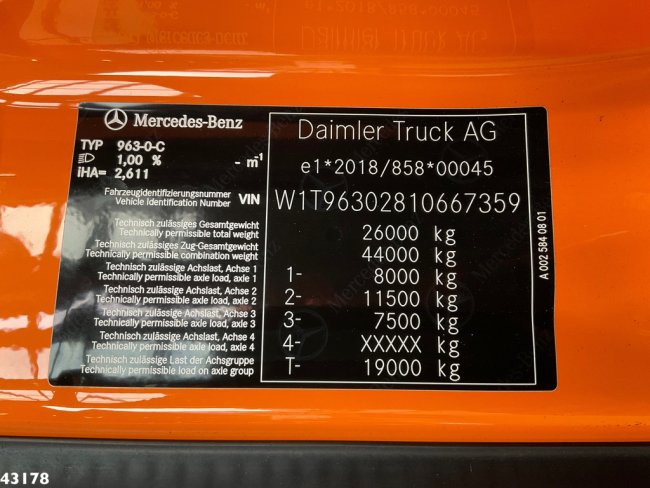 Mercedes-Benz
Daimler Truck AG
TYP 963-0-C
1,00 % - m-1
iHA= 2,611
e1*2018/858*00045
Fahrzeugidentifizierungsnummer
Vehicle Identification Number VIN W1T96302810667359
Technisch zulässiges Gesamtgewicht
Technically permissible total weight 26000 kg
Technisch zulässiges Zug-Gesamtgewicht
Technically permissible combination weight 44000 kg
Technisch zulässige Achslast, Achse 1
Technically permissible axle load, axle 1 1- 8000 kg
Technisch zulässige Achslast, Achse 2
Technically permissible axle load, axle 2 2- 11500 kg
Technisch zulässige Achslast, Achse 3
Technically permissible axle load, axle 3 3- 7500 kg
Technisch zulässige Achslast, Achse 4
Technically permissible axle load, axle 4 4- XXXXX kg
Technisch zulässige Last der Achsgruppe
Technically permissible load on axle group T- 19000 kg
A 002 584 08 01
43178